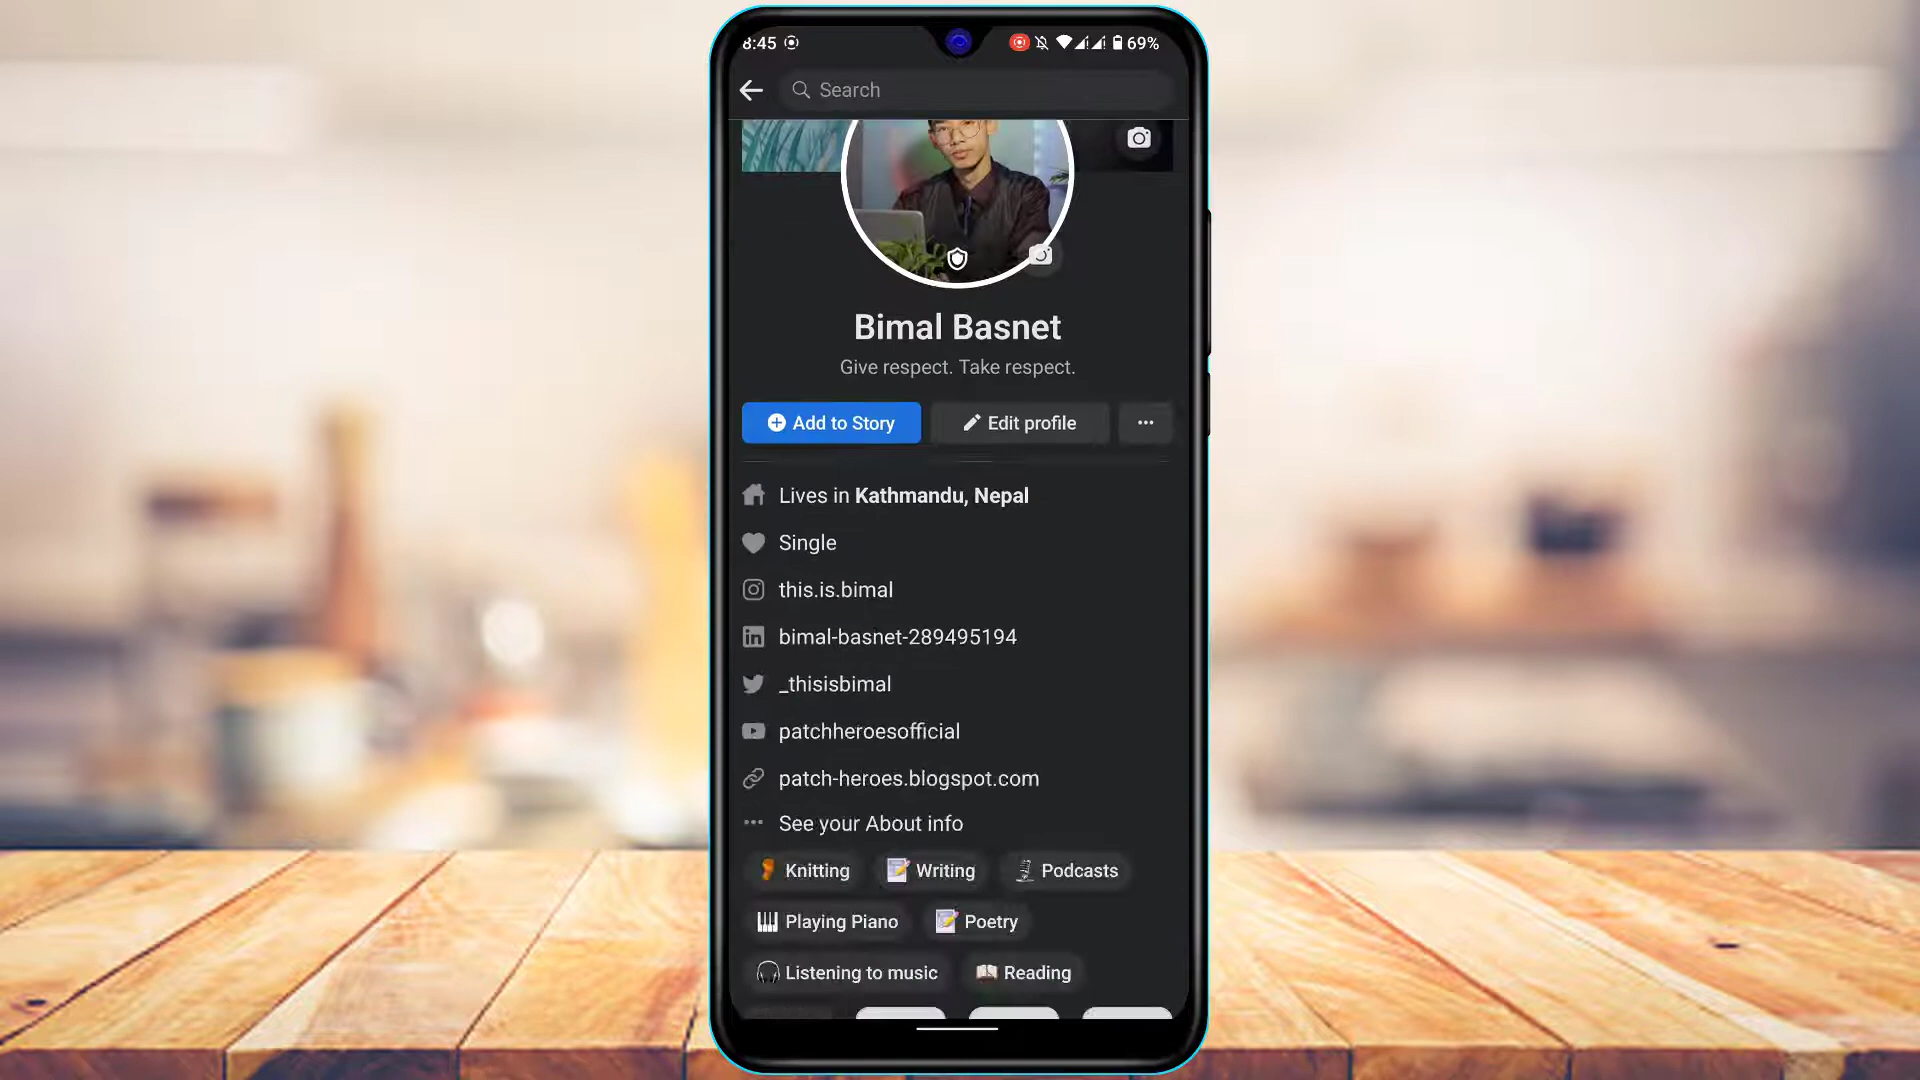 8:45 69%
Search
Bimal Basnet
Give respect. Take respect.
Add to Story Edit profile
Lives in Kathmandu, Nepal
Single
this.is.bimal
bimal-basnet-289495194
_thisisbimal
patchheroesofficial
patch-heroes.blogspot.com
See your About info
Knitting Writing Podcasts
Playing Piano Poetry
Listening to music Reading